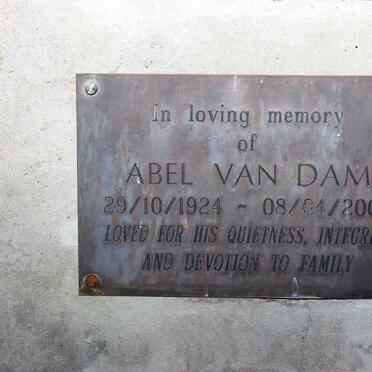 In loving memory
of
ABEL VAN DAM
29/10/1924 - 08/04/200
LOVED FOR HIS QUIETNESS, INTEGRI
AND DEVOTION TO FAMILY